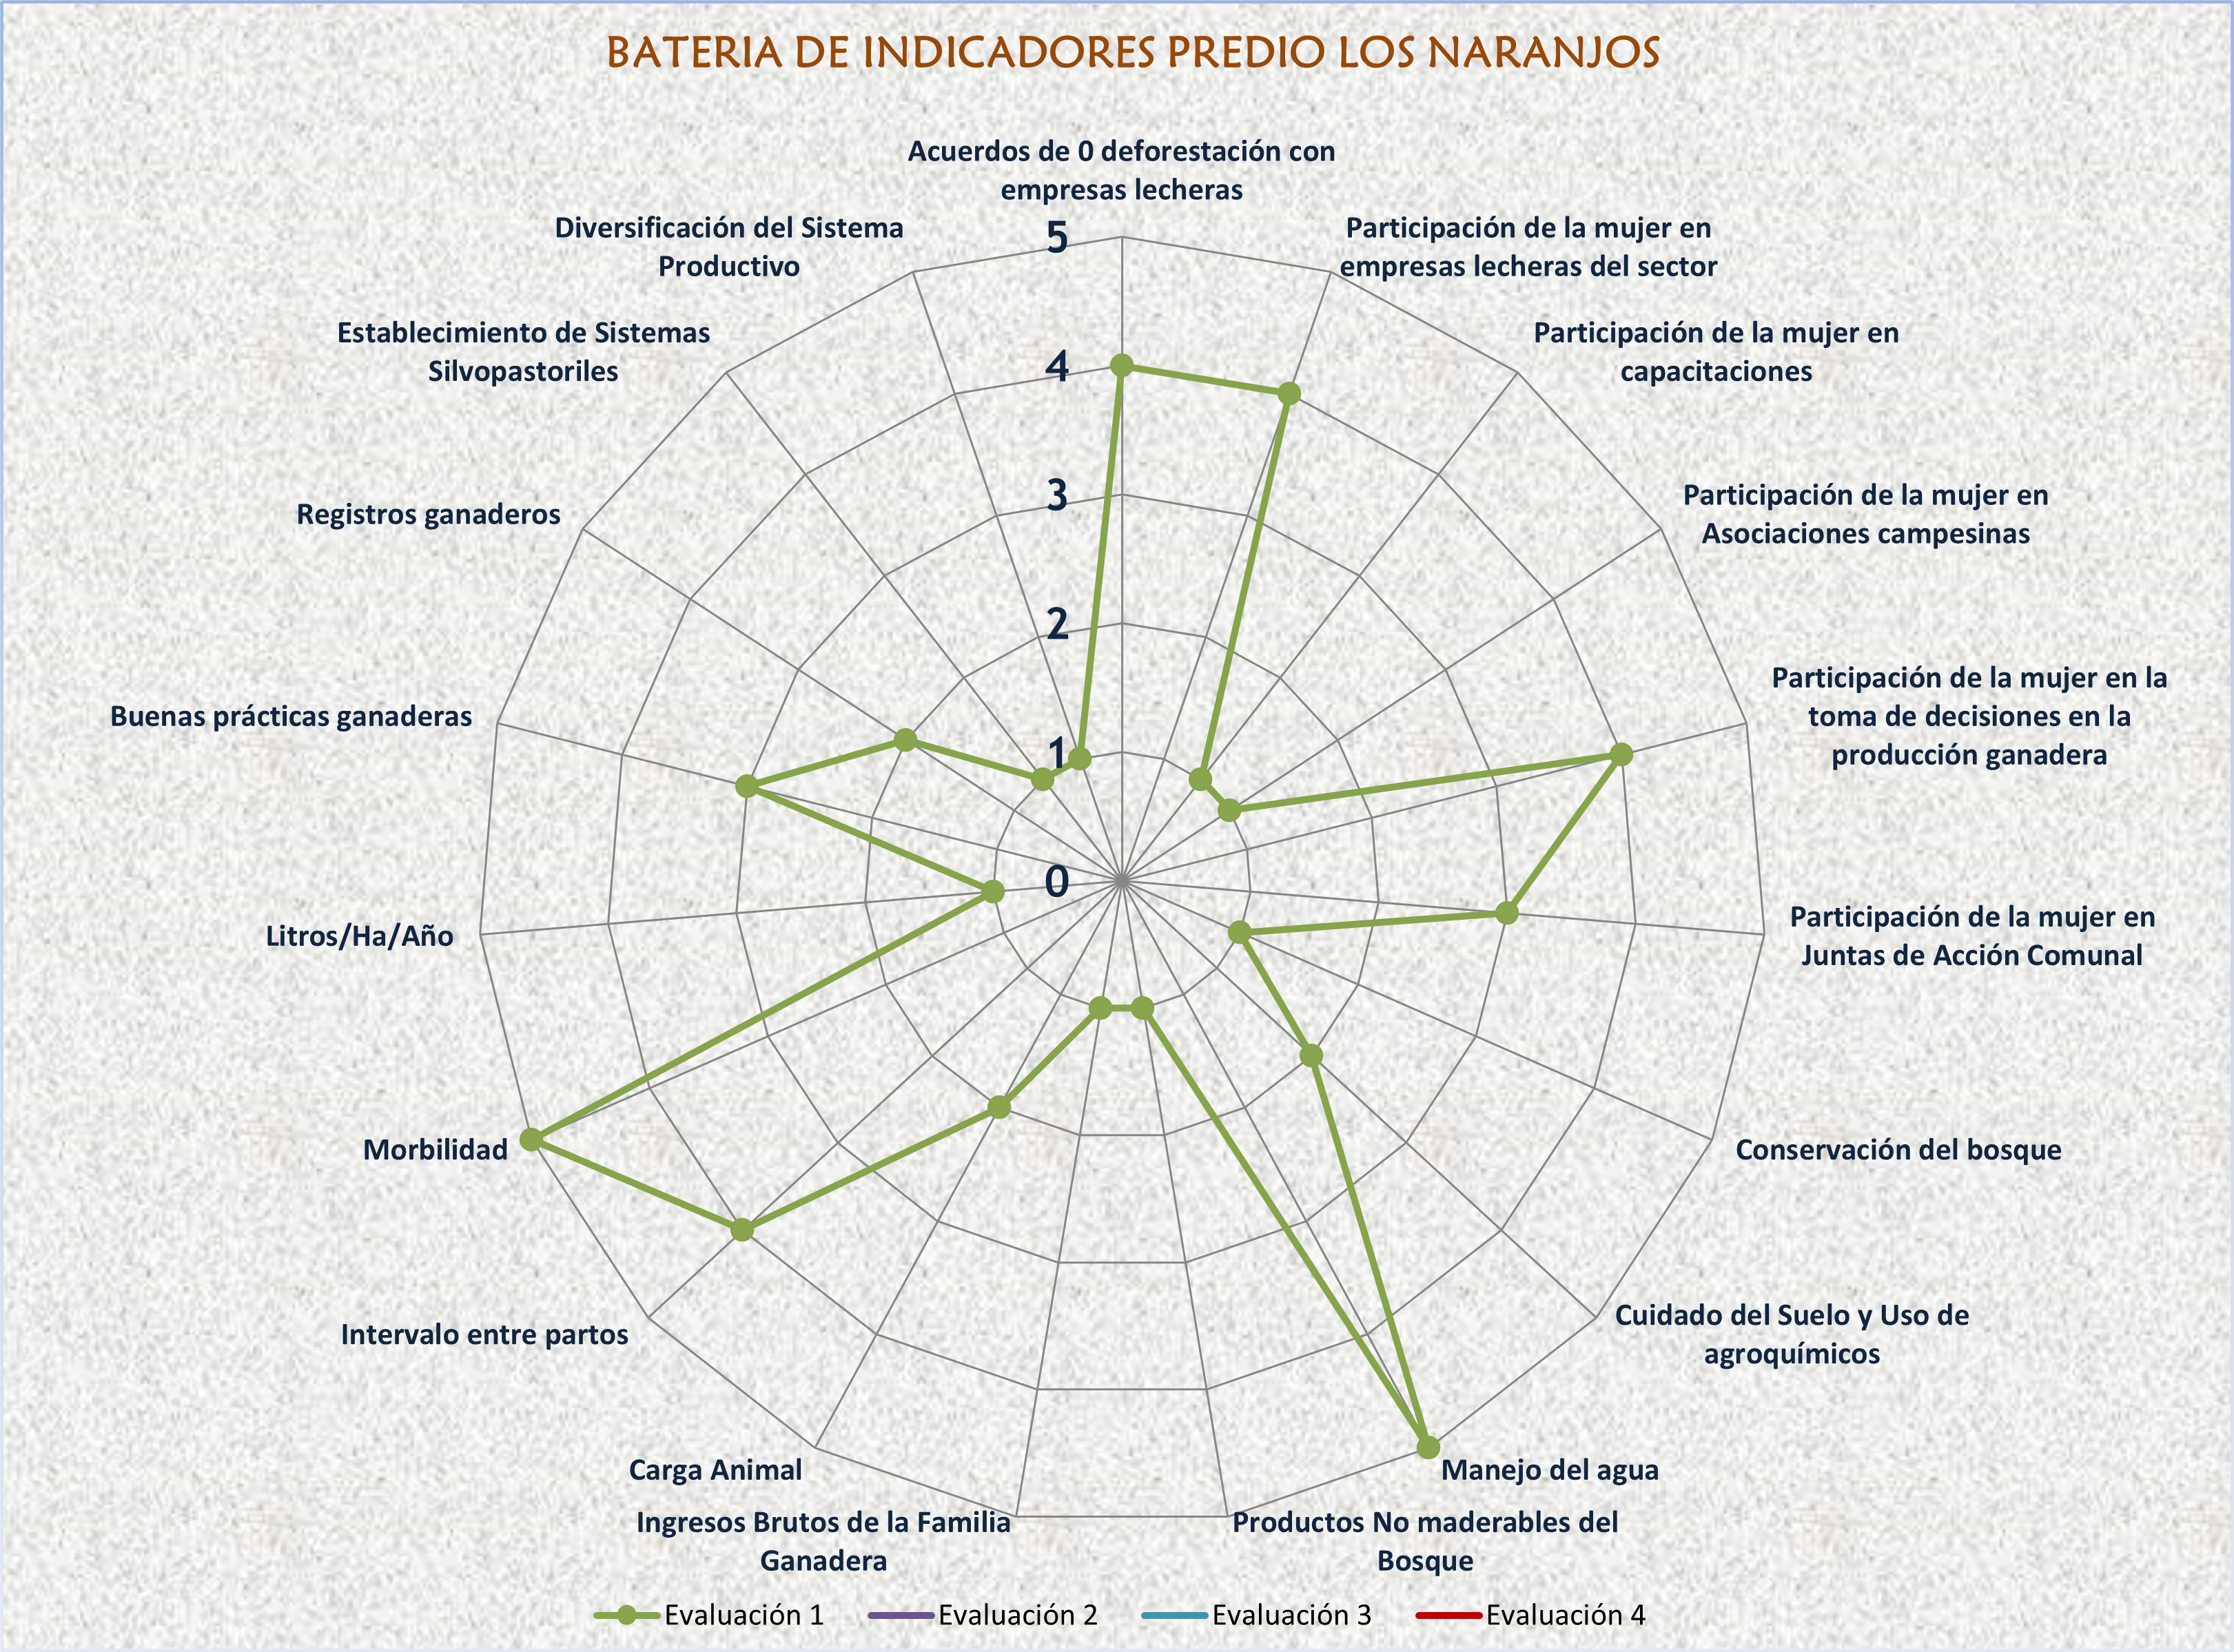 BATERIA DE INDICADORES PREDIO LOS NARANJOS
Acuerdos de 0 deforestación con
empresas lecheras
Participación de la mujer en
empresas lecheras del sector
Participación de la mujer en
capacitaciones
Participación de la mujer en
Asociaciones campesinas
Participación de la mujer en la
toma de decisiones en la
producción ganadera
Participación de la mujer en
Juntas de Acción Comunal
Conservación del bosque
Cuidado del Suelo y Uso de
agroquímicos
Manejo del agua
Productos No maderables del
Bosque
Ingresos Brutos de la Familia
Ganadera
Carga Animal
Intervalo entre partos
Morbilidad
Litros/Ha/Año
Buenas prácticas ganaderas
Registros ganaderos
Establecimiento de Sistemas
Silvopastoriles
Diversificación del Sistema
Productivo
5
4
3
2
1
0
Evaluación 1
Evaluación 2
Evaluación 3
Evaluación 4